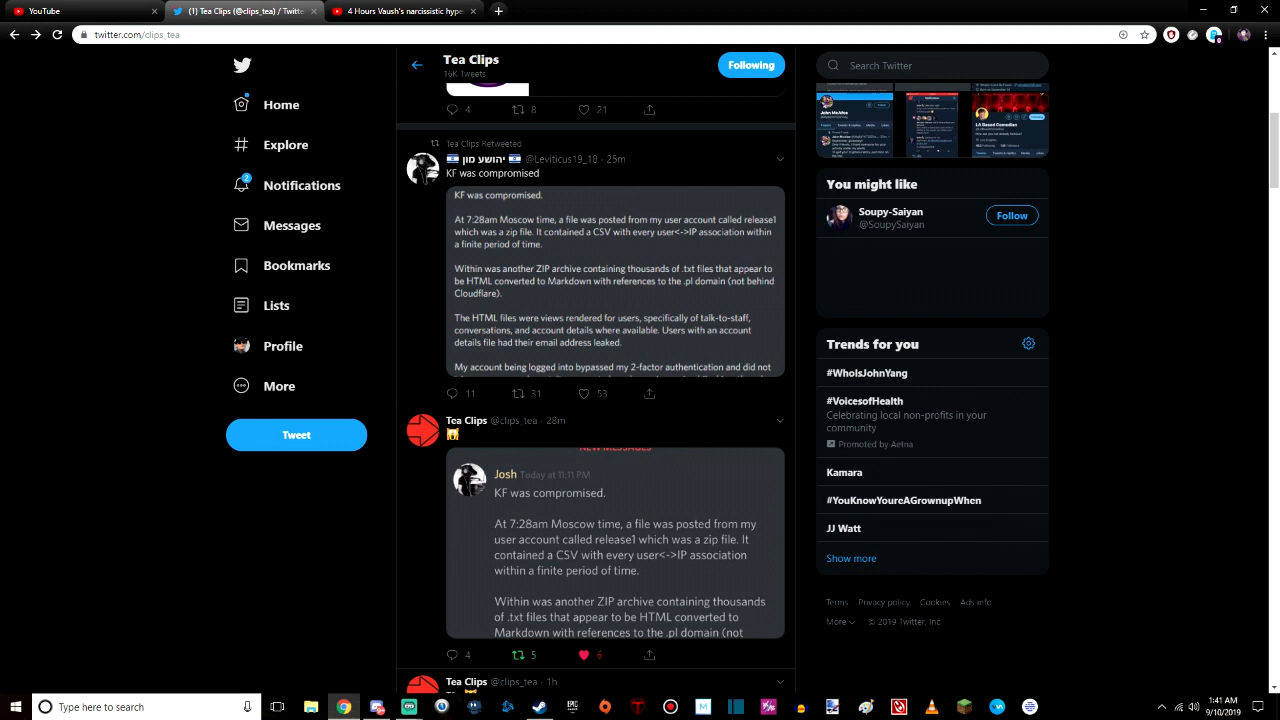 YouTube
(1) Tea Clips (@clips_tea) / Twitte
4 Hours Vaush's narcissistic hype
twitter.com/clips_tea
Home
Explore
Notifications
2
Messages
Bookmarks
Lists
Profile
More
Tweet
Tea Clips
16K Tweets
Following
4
8
21
Tea Clips Retweeted
@Leviticus19_18 · 25m
KF was compromised
KF was compromised.
At 7:28am Moscow time, a file was posted from my user account called release1
which was a zip file. It contained a CSV with every user<->IP association within
a finite period of time.
Within was another ZIP archive containing thousands of .txt files that appear to
be HTML converted to Markdown with references to the .pl domain (not behind
Cloudflare).
The HTML files were views rendered for users, specifically of talk-to-staff,
conversations, and account details where available. Users with an account
details file had their email address leaked.
My account being logged into bypassed my 2-factor authentication and did not
11
31
53
Tea Clips @clips_tea · 28m
NEW MESSAGES
Josh Today at 11:11 PM
KF was compromised.
At 7:28am Moscow time, a file was posted from my
user account called release1 which was a zip file. It
contained a CSV with every user<->IP association
within a finite period of time.
Within was another ZIP archive containing thousands
of .txt files that appear to be HTML converted to
Markdown with references to the .pl domain (not
4
5
6
Tea Clips @clips_tea · 1h
Search Twitter
John McAfee
LA Based Comedian
You might like
Soupy-Saiyan
@SoupySaiyan
Follow
Trends for you
#WhoIsJohnYang
#VoicesofHealth
Celebrating local non-profits in your
community
Promoted by Aetna
Kamara
#YouKnowYoureAGrownupWhen
JJ Watt
Show more
Terms Privacy policy Cookies Ads info
More © 2019 Twitter, Inc.
Type here to search
1:41 AM
9/10/2019